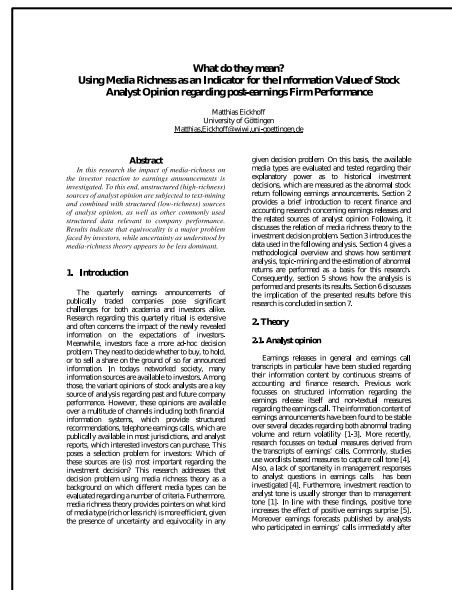 What do they mean?
Using Media Richness as an Indicator for the Information Value of Stock
Analyst Opinion regarding post-earnings Firm Performance
Matthias Eickhoff
University of Göttingen
Matthias.Eickhoff@wiwi.uni-goettingen.de
Abstract
In this research the impact of media-richness on
the investor reaction to earnings announcements is
investigated. To this end, unstructured (high-richness)
sources of analyst opinion are subjected to text-mining
and combined with structured (low-richness) sources
of analyst opinion, as well as other commonly used
structured data relevant to company performance.
Results indicate that equivocality is a major problem
faced by investors, while uncertainty as understood by
media-richness theory appears to be less dominant.
1. Introduction
The quarterly earnings announcements of
publically traded companies pose significant
challenges for both academia and investors alike.
Research regarding this quarterly ritual is extensive
and often concerns the impact of the newly revealed
information on the expectations of investors.
Meanwhile, investors face a more ad-hoc decision
problem. They need to decide whether to buy, to hold,
or to sell a share on the ground of so far announced
information. In todays networked society, many
information sources are available to investors. Among
those, the variant opinions of stock analysts are a key
source of analysis regarding past and future company
performance. However, these opinions are available
over a multitude of channels including both financial
information systems, which provide structured
recommendations, telephone earnings calls, which are
publically available in most jurisdictions, and analyst
reports, which interested investors can purchase. This
poses a selection problem for investors: Which of
these sources are (is) most important regarding the
investment decision? This research addresses that
decision problem using media richness theory as a
background on which different media types can be
evaluated regarding a number of criteria. Furthermore,
media richness theory provides pointers on what kind
of media type (rich or less rich) is more efficient, given
the presence of uncertainty and equivocality in any
given decision problem. On this basis, the available
media types are evaluated and tested regarding their
explanatory power as to historical investment
decisions, which are measured as the abnormal stock
return following earnings announcements. Section 2
provides a brief introduction to recent finance and
accounting research concerning earnings releases and
the related sources of analyst opinion Following, it
discusses the relation of media richness theory to the
investment decision problem. Section 3 introduces the
data used in the following analysis. Section 4 gives a
methodological overview and shows how sentiment
analysis, topic-mining and the estimation of abnormal
returns are performed as a basis for this research.
Consequently, section 5 shows how the analysis is
performed and presents its results. Section 6 discusses
the implication of the presented results before this
research is concluded in section 7.
2. Theory
2.1. Analyst opinion
Earnings releases in general and earnings call
transcripts in particular have been studied regarding
their information content by continuous streams of
accounting and finance research. Previous work
focusses on structured information regarding the
earnings release itself and non-textual measures
regarding the earnings call. The information content of
earnings announcements have been found to be stable
over several decades regarding both abnormal trading
volume and return volatility [1-3]. More recently,
research focusses on textual measures derived from
the transcripts of earnings' calls. Commonly, studies
use wordlists based measures to capture call tone [4].
Also, a lack of spontaneity in management responses
to analyst questions in earnings calls has been
investigated [4]. Furthermore, investment reaction to
analyst tone is usually stronger than to management
tone [1]. In line with these findings, positive tone
increases the effect of positive earnings surprise [5].
Moreover earnings forecasts published by analysts
who participated in earnings' calls immediately after